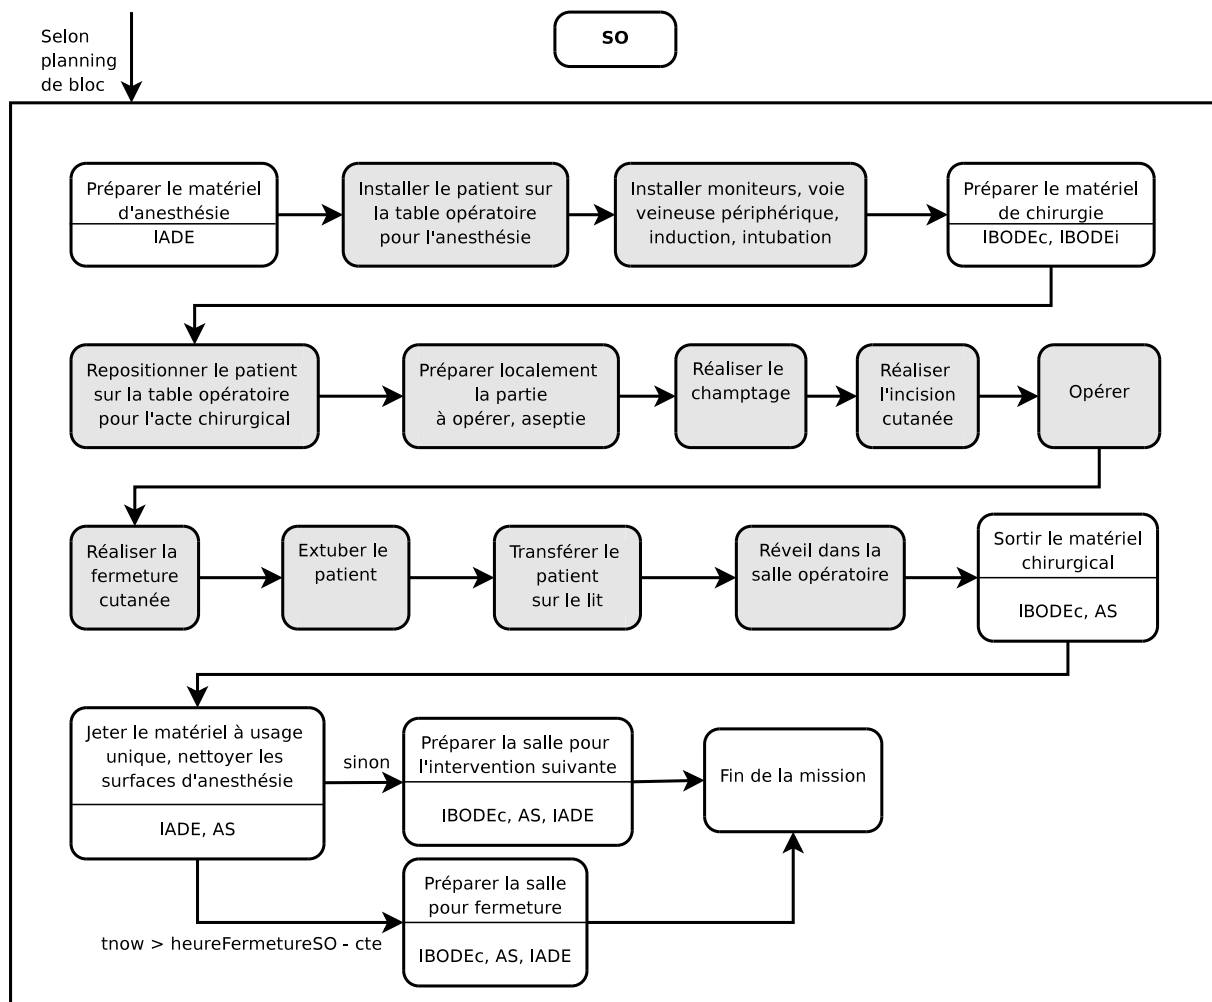 Selon
planning
de bloc
SO
Préparer le matériel
d'anesthésie
IADE
Installer le patient sur
la table opératoire
pour l'anesthésie
Installer moniteurs, voie
veineuse périphérique,
induction, intubation
Préparer le matériel
de chirurgie
IBODEc, IBODEi
Repositionner le patient
sur la table opératoire
pour l'acte chirurgical
Préparer localement
la partie
à opérer, aseptie
Réaliser le
champtage
Réaliser
l'incision
cutanée
Opérer
Réaliser la
fermeture
cutanée
Extuber le
patient
Transférer le
patient
sur le lit
Réveil dans la
salle opératoire
Sortir le matériel
chirurgical
IBODEc, AS
Jeter le matériel à usage
unique, nettoyer les
surfaces d'anesthésie
IADE, AS
sinon
Préparer la salle pour
l'intervention suivante
IBODEc, AS, IADE
Fin de la mission
tnow > heureFermetureSO - cte
Préparer la salle
pour fermeture
IBODEc, AS, IADE